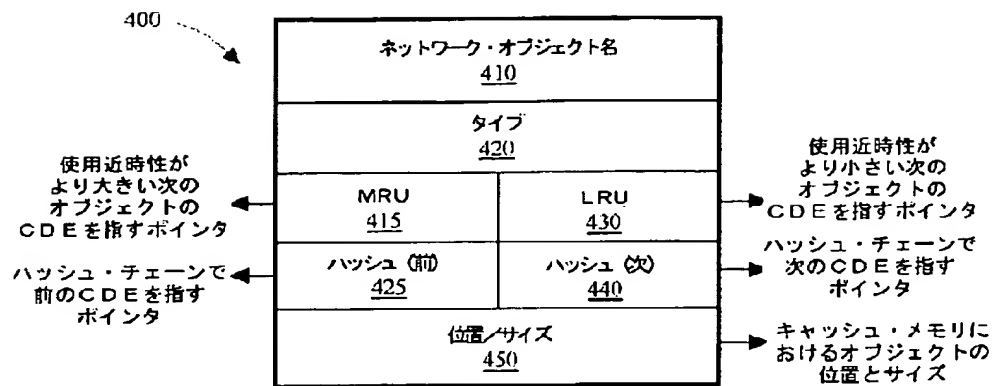 400
ネットワーク・オブジェクト名
410
タイプ
420
使用近時性が
より大きい次の
オブジェクトの
CDEを指すポインタ
MRU
415
LRU
430
使用近時性が
より小さい次の
オブジェクトの
CDEを指すポインタ
ハッシュ・チェーンで
前のCDEを指す
ポインタ
ハッシュ (前)
425
ハッシュ (次)
440
ハッシュ・チェーンで
次のCDEを指す
ポインタ
位置/サイズ
450
キャッシュ・メモリに
おけるオブジェクトの
位置とサイズ